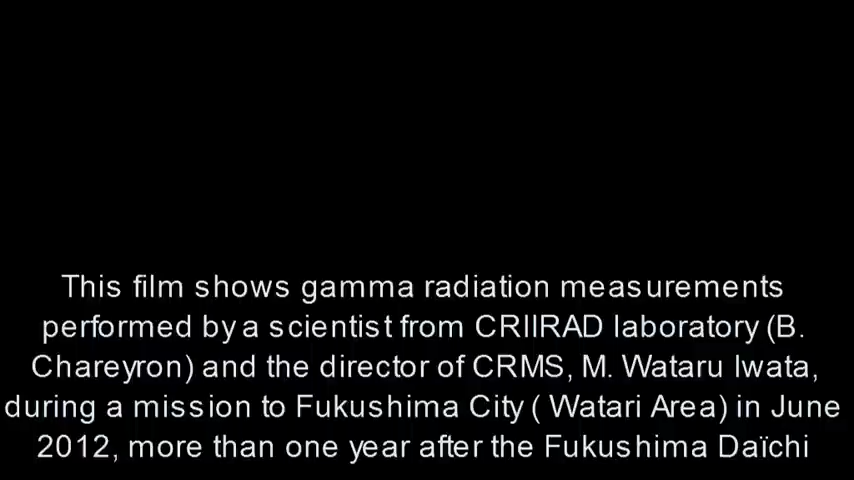 This film shows gamma radiation measurements
performed by a scientist from CRIIRAD laboratory (B.
Chareyron) and the director of CRMS, M. Wataru Iwata,
during a mission to Fukushima City ( Watari Area) in June
2012, more than one year after the Fukushima Daïchi